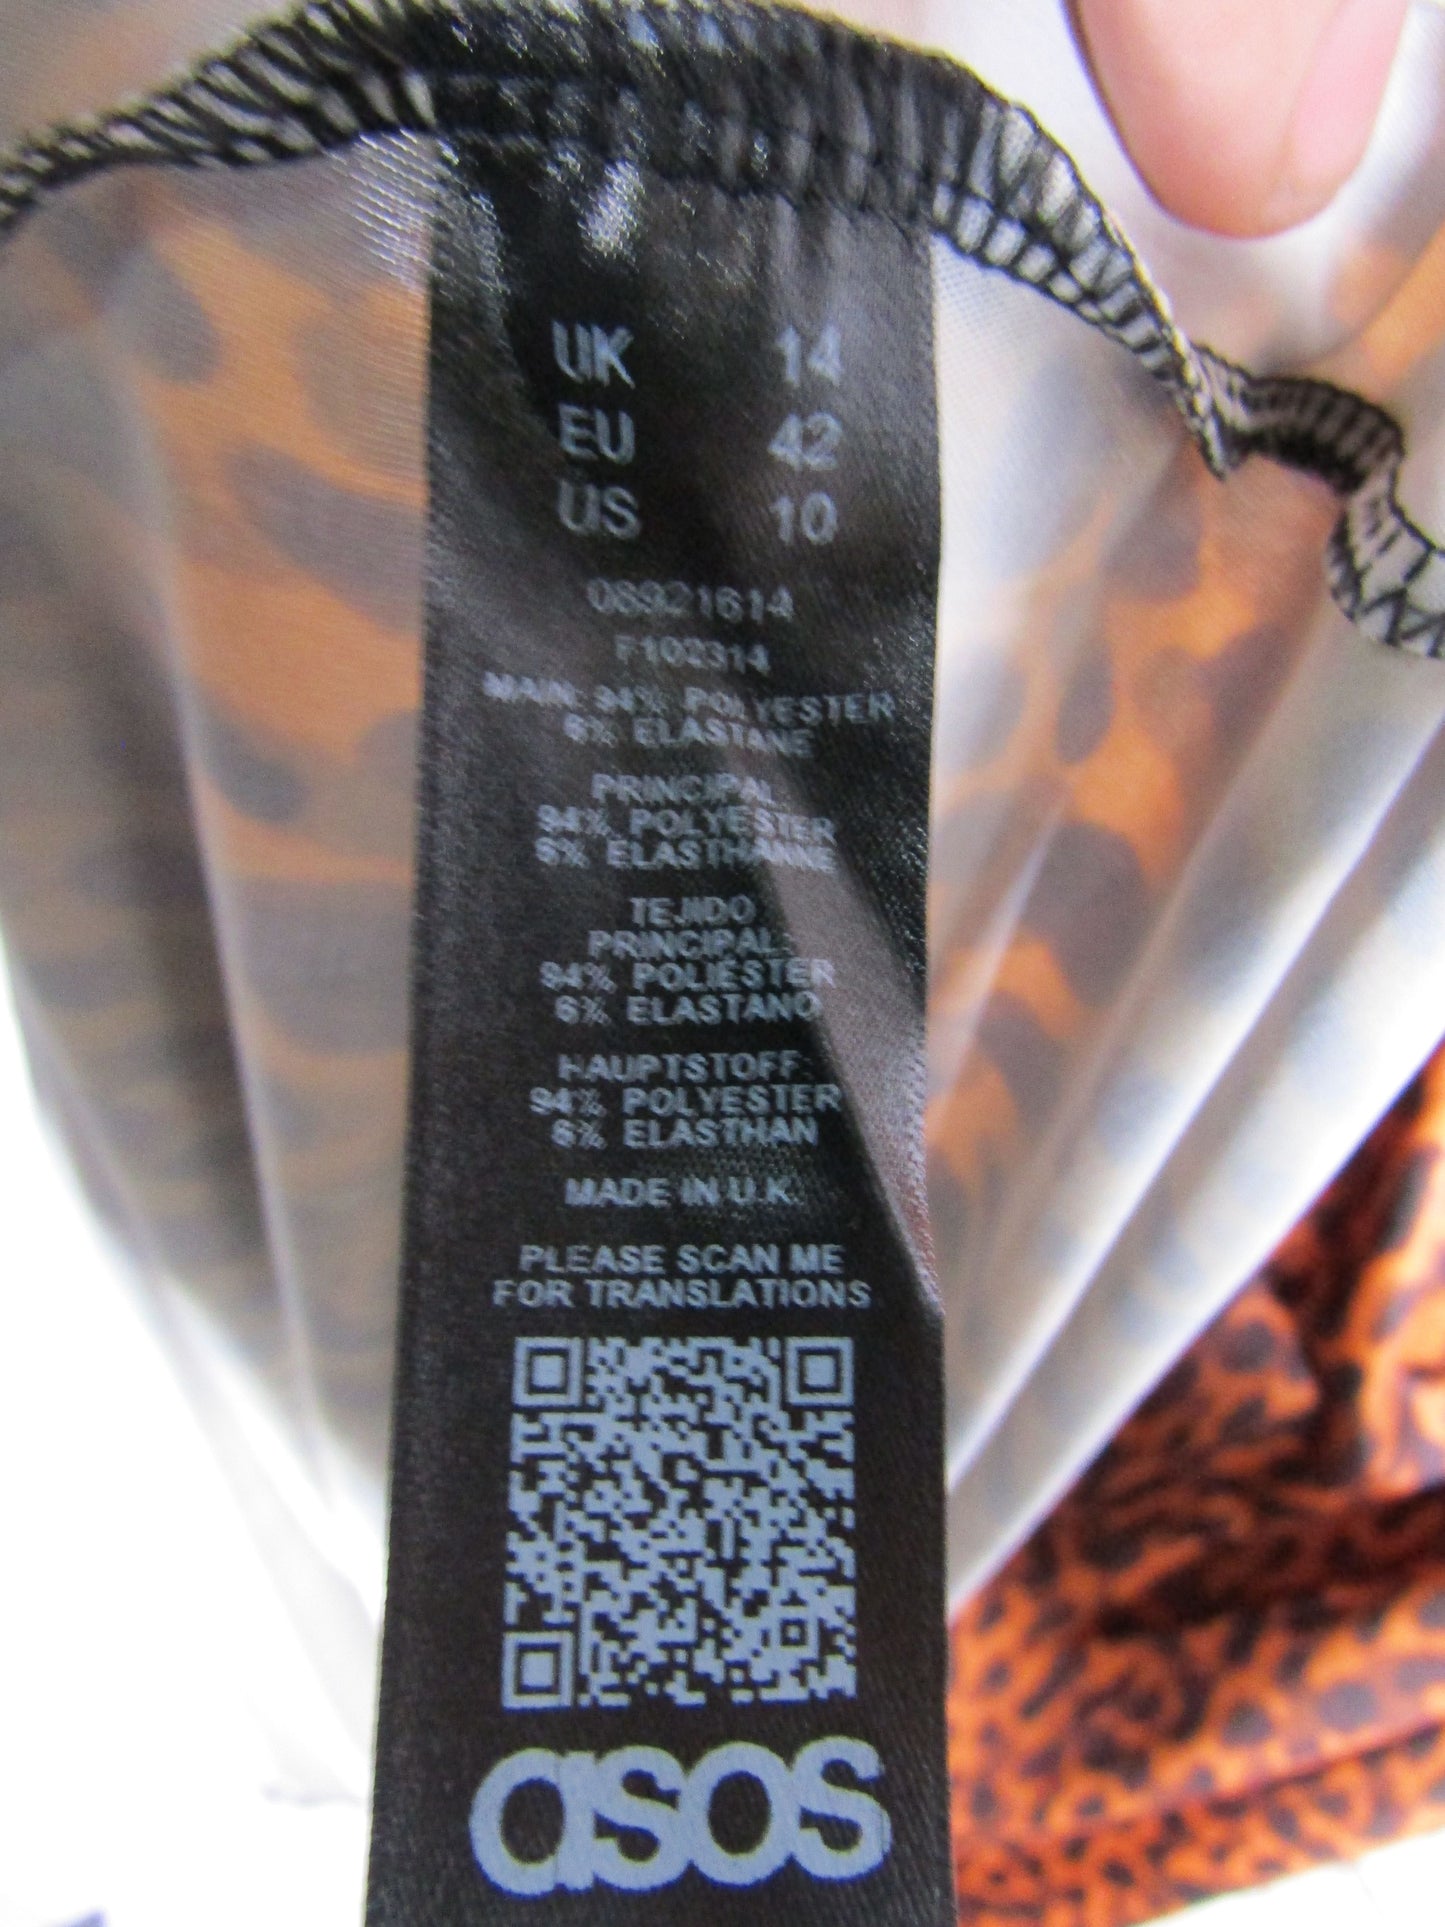 UK 14
EU 42
US 10
08921614
F102314
MAIN: 94% POLYESTER
6% ELASTANE
PRINCIPAL:
94% POLYESTER
6% ELASTHANNE
TEJIDO
PRINCIPAL:
94% POLIÉSTER
6% ELASTANO
HAUPTSTOFF:
94% POLYESTER
6% ELASTHAN
MADE IN U.K.
PLEASE SCAN ME
FOR TRANSLATIONS
asos